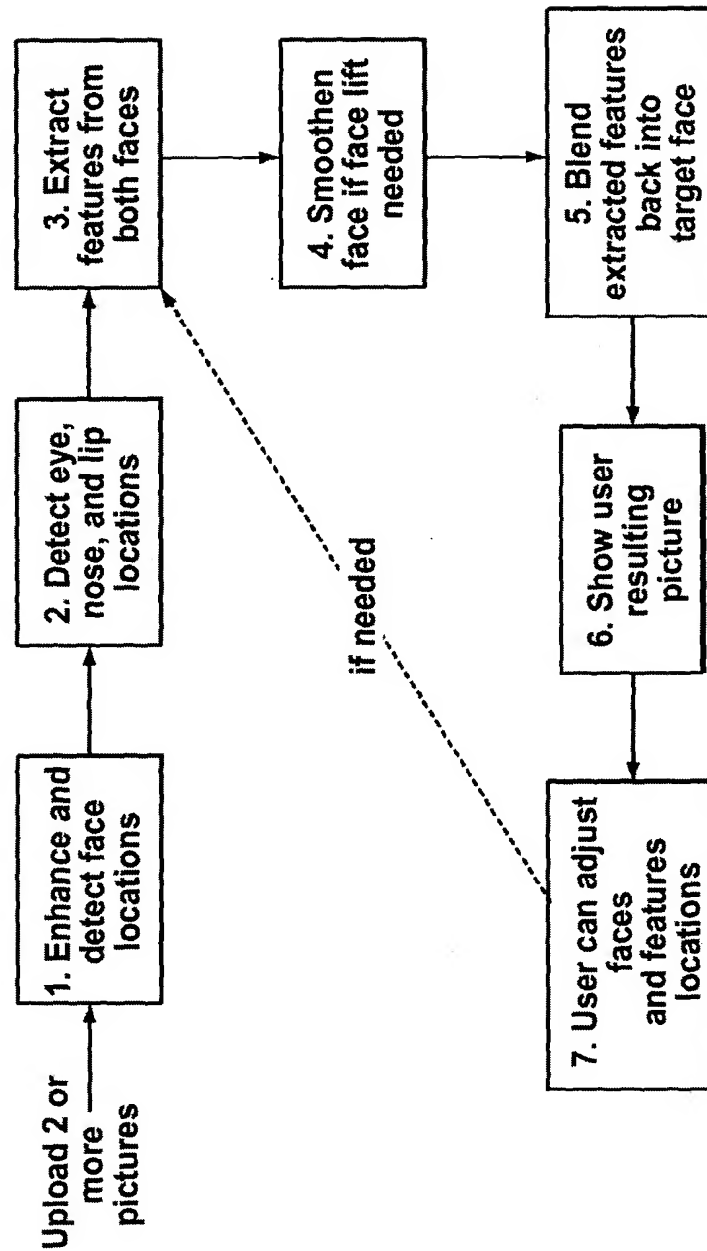 Upload 2 or
more
pictures
1. Enhance and
detect face
locations
2. Detect eye,
nose, and lip
locations
3. Extract
features from
both faces
4. Smoothen
face if face lift
needed
5. Blend
extracted features
back into
target face
6. Show user
resulting
picture
7. User can adjust
faces
and features
locations
if needed